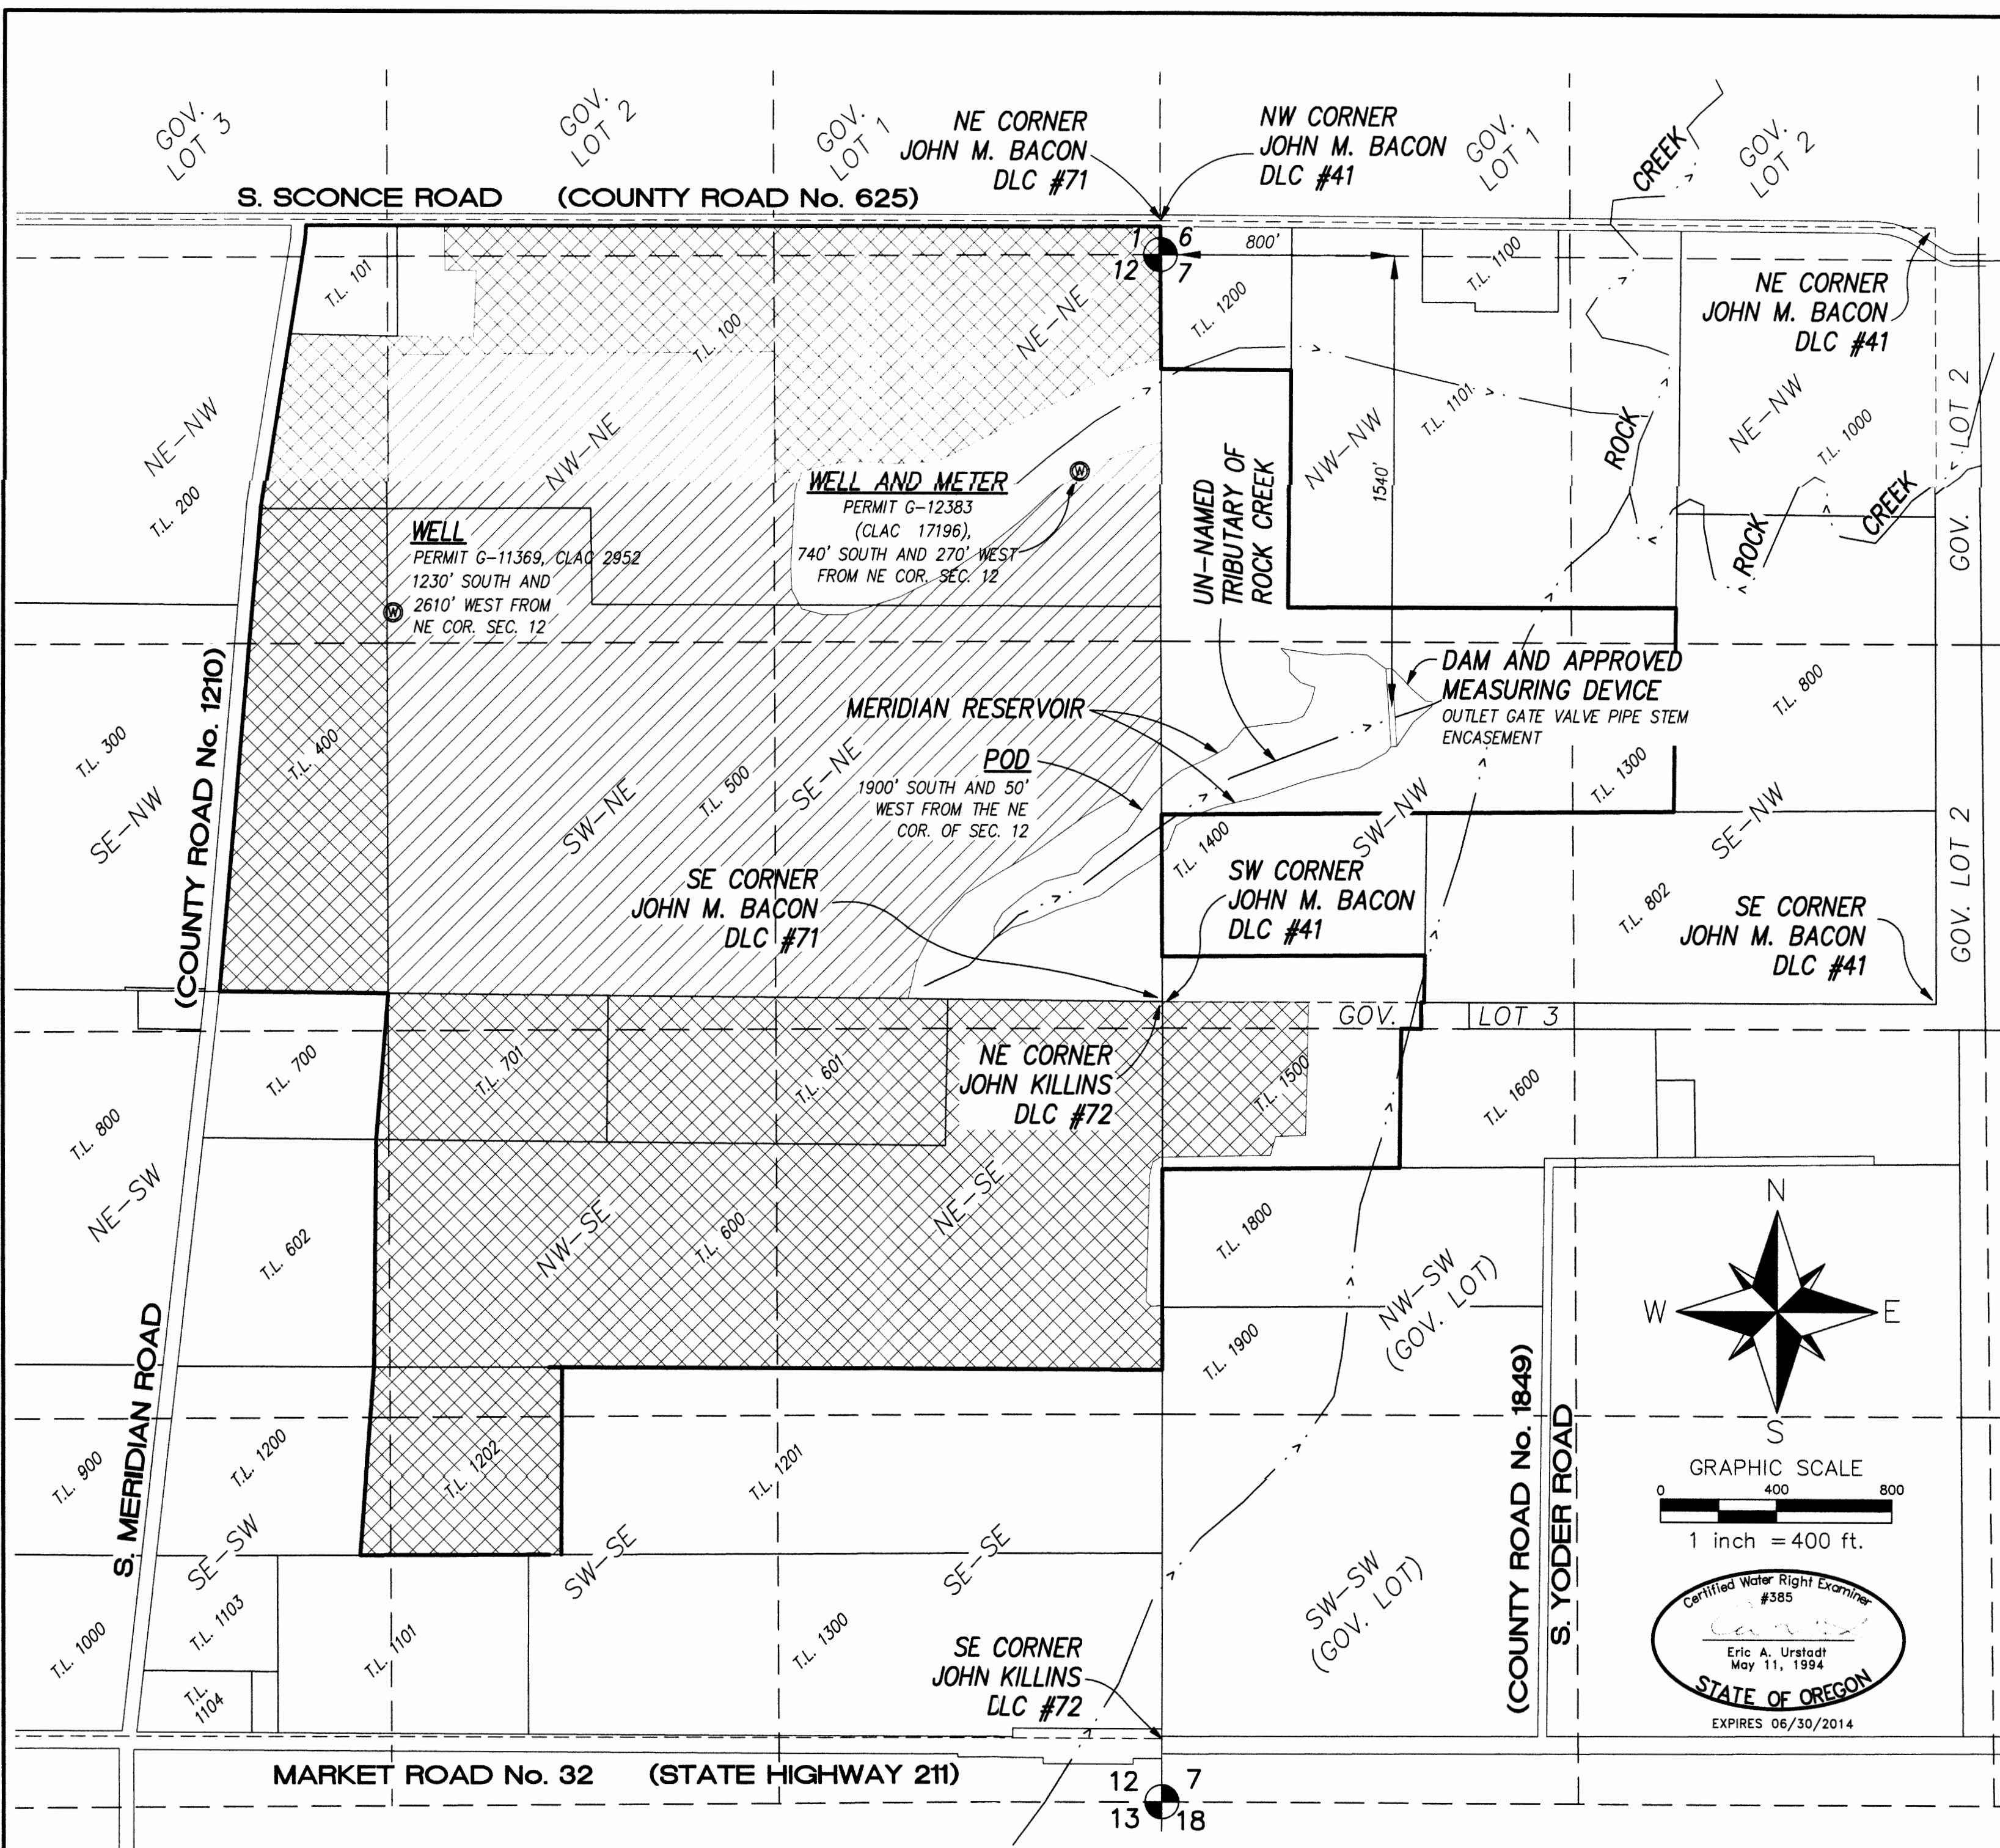 GOV.
LOT 3
GOV.
LOT 2
GOV.
LOT 1
NE CORNER
JOHN M. BACON
DLC #71
NW CORNER
JOHN M. BACON
DLC #41
GOV.
LOT 1
CREEK
GOV.
LOT 2
S. SCONCE ROAD (COUNTY ROAD No. 625)
1 6
12 7
800'
T.L. 101
T.L. 100
NE-NE
T.L. 1200
T.L. 1100
NE CORNER
JOHN M. BACON
DLC #41
NE-NW
T.L. 200
NW-NE
WELL AND METER
PERMIT G-12383
(CLAC 17196),
740' SOUTH AND 270' WEST
FROM NE COR. SEC. 12
W
WELL
PERMIT G-11369, CLAC 2952
1230' SOUTH AND
2610' WEST FROM
NE COR. SEC. 12
W
UN-NAMED
TRIBUTARY OF
ROCK CREEK
NW-NW
1540'
T.L. 1101
ROCK
NE-NW
T.L. 1000
ROCK
CREEK
GOV. LOT 2
(COUNTY ROAD No. 1210)
T.L. 300
SE-NW
T.L. 400
SW-NE
T.L. 500
SE-NE
MERIDIAN RESERVOIR
POD
1900' SOUTH AND 50'
WEST FROM THE NE
COR. OF SEC. 12
DAM AND APPROVED
MEASURING DEVICE
OUTLET GATE VALVE PIPE STEM
ENCASEMENT
T.L. 800
T.L. 1300
SE-NW
SW-NW
T.L. 1400
T.L. 802
GOV. LOT 2
SE CORNER
JOHN M. BACON
DLC #71
SW CORNER
JOHN M. BACON
DLC #41
SE CORNER
JOHN M. BACON
DLC #41
GOV. LOT 3
T.L. 700
T.L. 701
T.L. 601
NE CORNER
JOHN KILLINS
DLC #72
T.L. 1500
T.L. 1600
T.L. 800
NE-SW
T.L. 602
NW-SE
T.L. 600
NE-SE
T.L. 1800
NW-SW
(GOV. LOT)
T.L. 1900
N
W E
S
S. MERIDIAN ROAD
T.L. 900
T.L. 1200
T.L. 1202
T.L. 1201
(COUNTY ROAD No. 1849)
S. YODER ROAD
GRAPHIC SCALE
0 400 800
1 inch = 400 ft.
SE-SW
SW-SE
SE-SE
SW-SW
(GOV. LOT)
T.L. 1000
T.L. 1103
T.L. 1101
T.L. 1300
T.L.
1104
SE CORNER
JOHN KILLINS
DLC #72
Certified Water Right Examiner
#385
Eric A. Urstadt
May 11, 1994
STATE OF OREGON
EXPIRES 06/30/2014
MARKET ROAD No. 32 (STATE HIGHWAY 211)
12 7
13 18